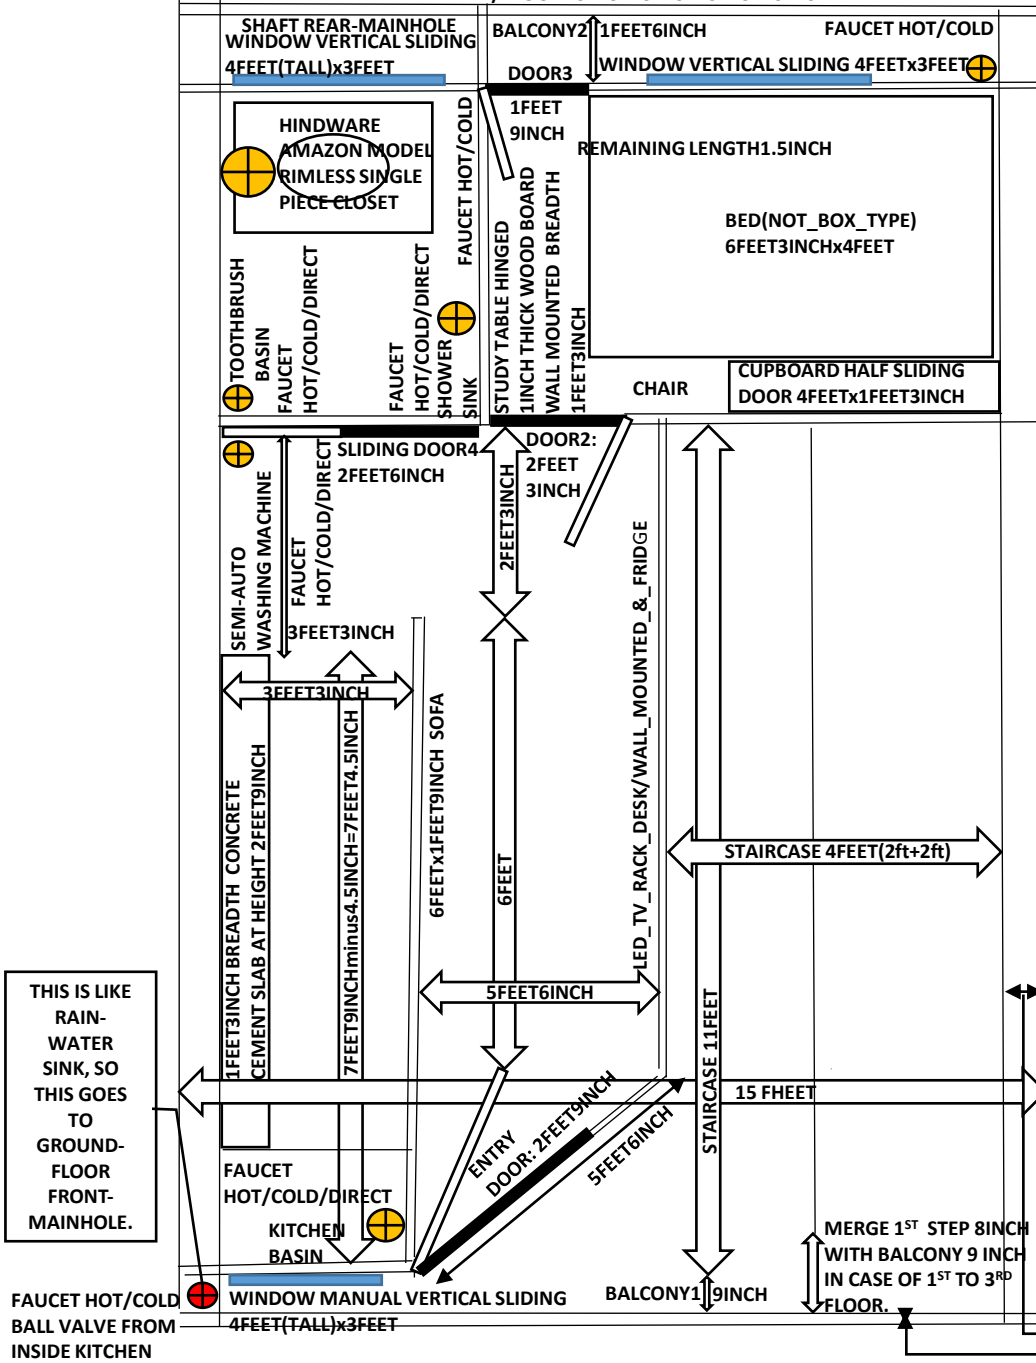 SHAFT REAR-MAINHOLE
WINDOW VERTICAL SLIDING
4FEET(TALL)x3FEET
BALCONY2
1FEET6INCH
FAUCET HOT/COLD
WINDOW VERTICAL SLIDING 4FEETx3FEET
DOOR3
1FEET
9INCH
HINDWARE
AMAZON MODEL
RIMLESS SINGLE
PIECE CLOSET
FAUCET HOT/COLD
REMAINING LENGTH1.5INCH
BED(NOT_BOX_TYPE)
6FEET3INCHx4FEET
STUDY TABLE HINGED
1INCH THICK WOOD BOARD
WALL MOUNTED BREADTH
1FEET3INCH
TOOTHBRUSH
BASIN
FAUCET
HOT/COLD/DIRECT
FAUCET
HOT/COLD/DIRECT
SHOWER
SINK
CHAIR
CUPBOARD HALF SLIDING
DOOR 4FEETx1FEET3INCH
SLIDING DOOR4
2FEET6INCH
DOOR2:
2FEET
3INCH
2FEET3INCH
SEMI-AUTO
WASHING MACHINE
FAUCET
HOT/COLD/DIRECT
3FEET3INCH
3FEET3INCH
1FEET3INCH BREADTH CONCRETE
CEMENT SLAB AT HEIGHT 2FEET9INCH
7FEET9INCHminus4.5INCH=7FEET4.5INCH
6FEETx1FEET9INCH SOFA
6FEET
LED_TV_RACK_DESK/WALL_MOUNTED_&_FRIDGE
STAIRCASE 4FEET(2ft+2ft)
5FEET6INCH
STAIRCASE 11FEET
15 FHEET
THIS IS LIKE
RAIN-
WATER
SINK, SO
THIS GOES
TO
GROUND-
FLOOR
FRONT-
MAINHOLE.
ENTRY
DOOR: 2FEET9INCH
5FEET6INCH
FAUCET
HOT/COLD/DIRECT
KITCHEN
BASIN
MERGE 1ST STEP 8INCH
WITH BALCONY 9 INCH
IN CASE OF 1ST TO 3RD
FLOOR.
BALCONY1
9INCH
FAUCET HOT/COLD
BALL VALVE FROM
INSIDE KITCHEN
WINDOW MANUAL VERTICAL SLIDING
4FEET(TALL)x3FEET